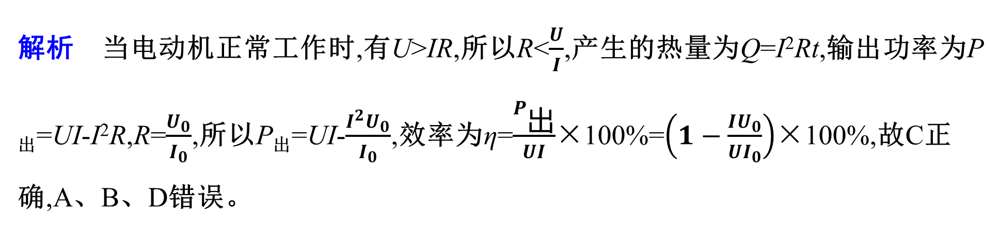 解析 当电动机正常工作时,有U>IR,所以R<U/I,产生的热量为Q=I²Rt,输出功率为P
出=UI-I²R,R=U₀/I₀,所以P出=UI-I²U₀/I₀,效率为η=P出/UI×100%=(1−IU₀/UI₀)×100%,故C正
确,A、B、D错误。